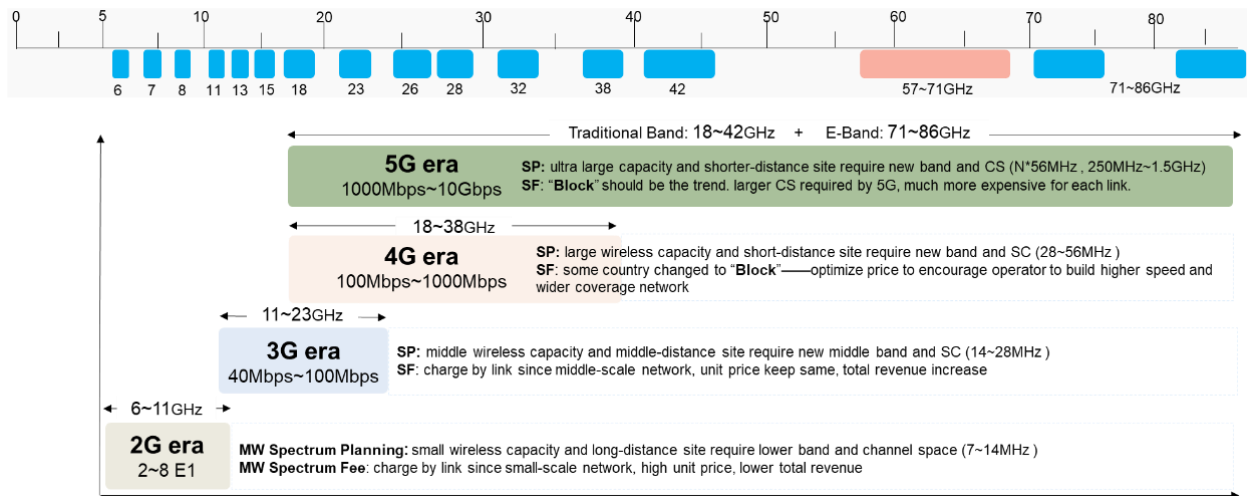 0 5 10 20 30 40 50 60 70 80
6 7 8 11 13 15 18 23 26 28 32 38 42 57~71GHz 71~86GHz
Traditional Band: 18~42GHz + E-Band: 71~86GHz
5G era
1000Mbps~10Gbps
SP: ultra large capacity and shorter-distance site require new band and CS (N*56MHz , 250MHz~1.5GHz)
SF: “Block” should be the trend. larger CS required by 5G, much more expensive for each link.
18~38GHz
4G era
100Mbps~1000Mbps
SP: large wireless capacity and short-distance site require new band and SC (28~56MHz )
SF: some country changed to “Block”——optimize price to encourage operator to build higher speed and
wider coverage network
11~23GHz
3G era
40Mbps~100Mbps
SP: middle wireless capacity and middle-distance site require new middle band and SC (14~28MHz )
SF: charge by link since middle-scale network, unit price keep same, total revenue increase
6~11GHz
2G era
2~8 E1
MW Spectrum Planning: small wireless capacity and long-distance site require lower band and channel space (7~14MHz )
MW Spectrum Fee: charge by link since small-scale network, high unit price, lower total revenue